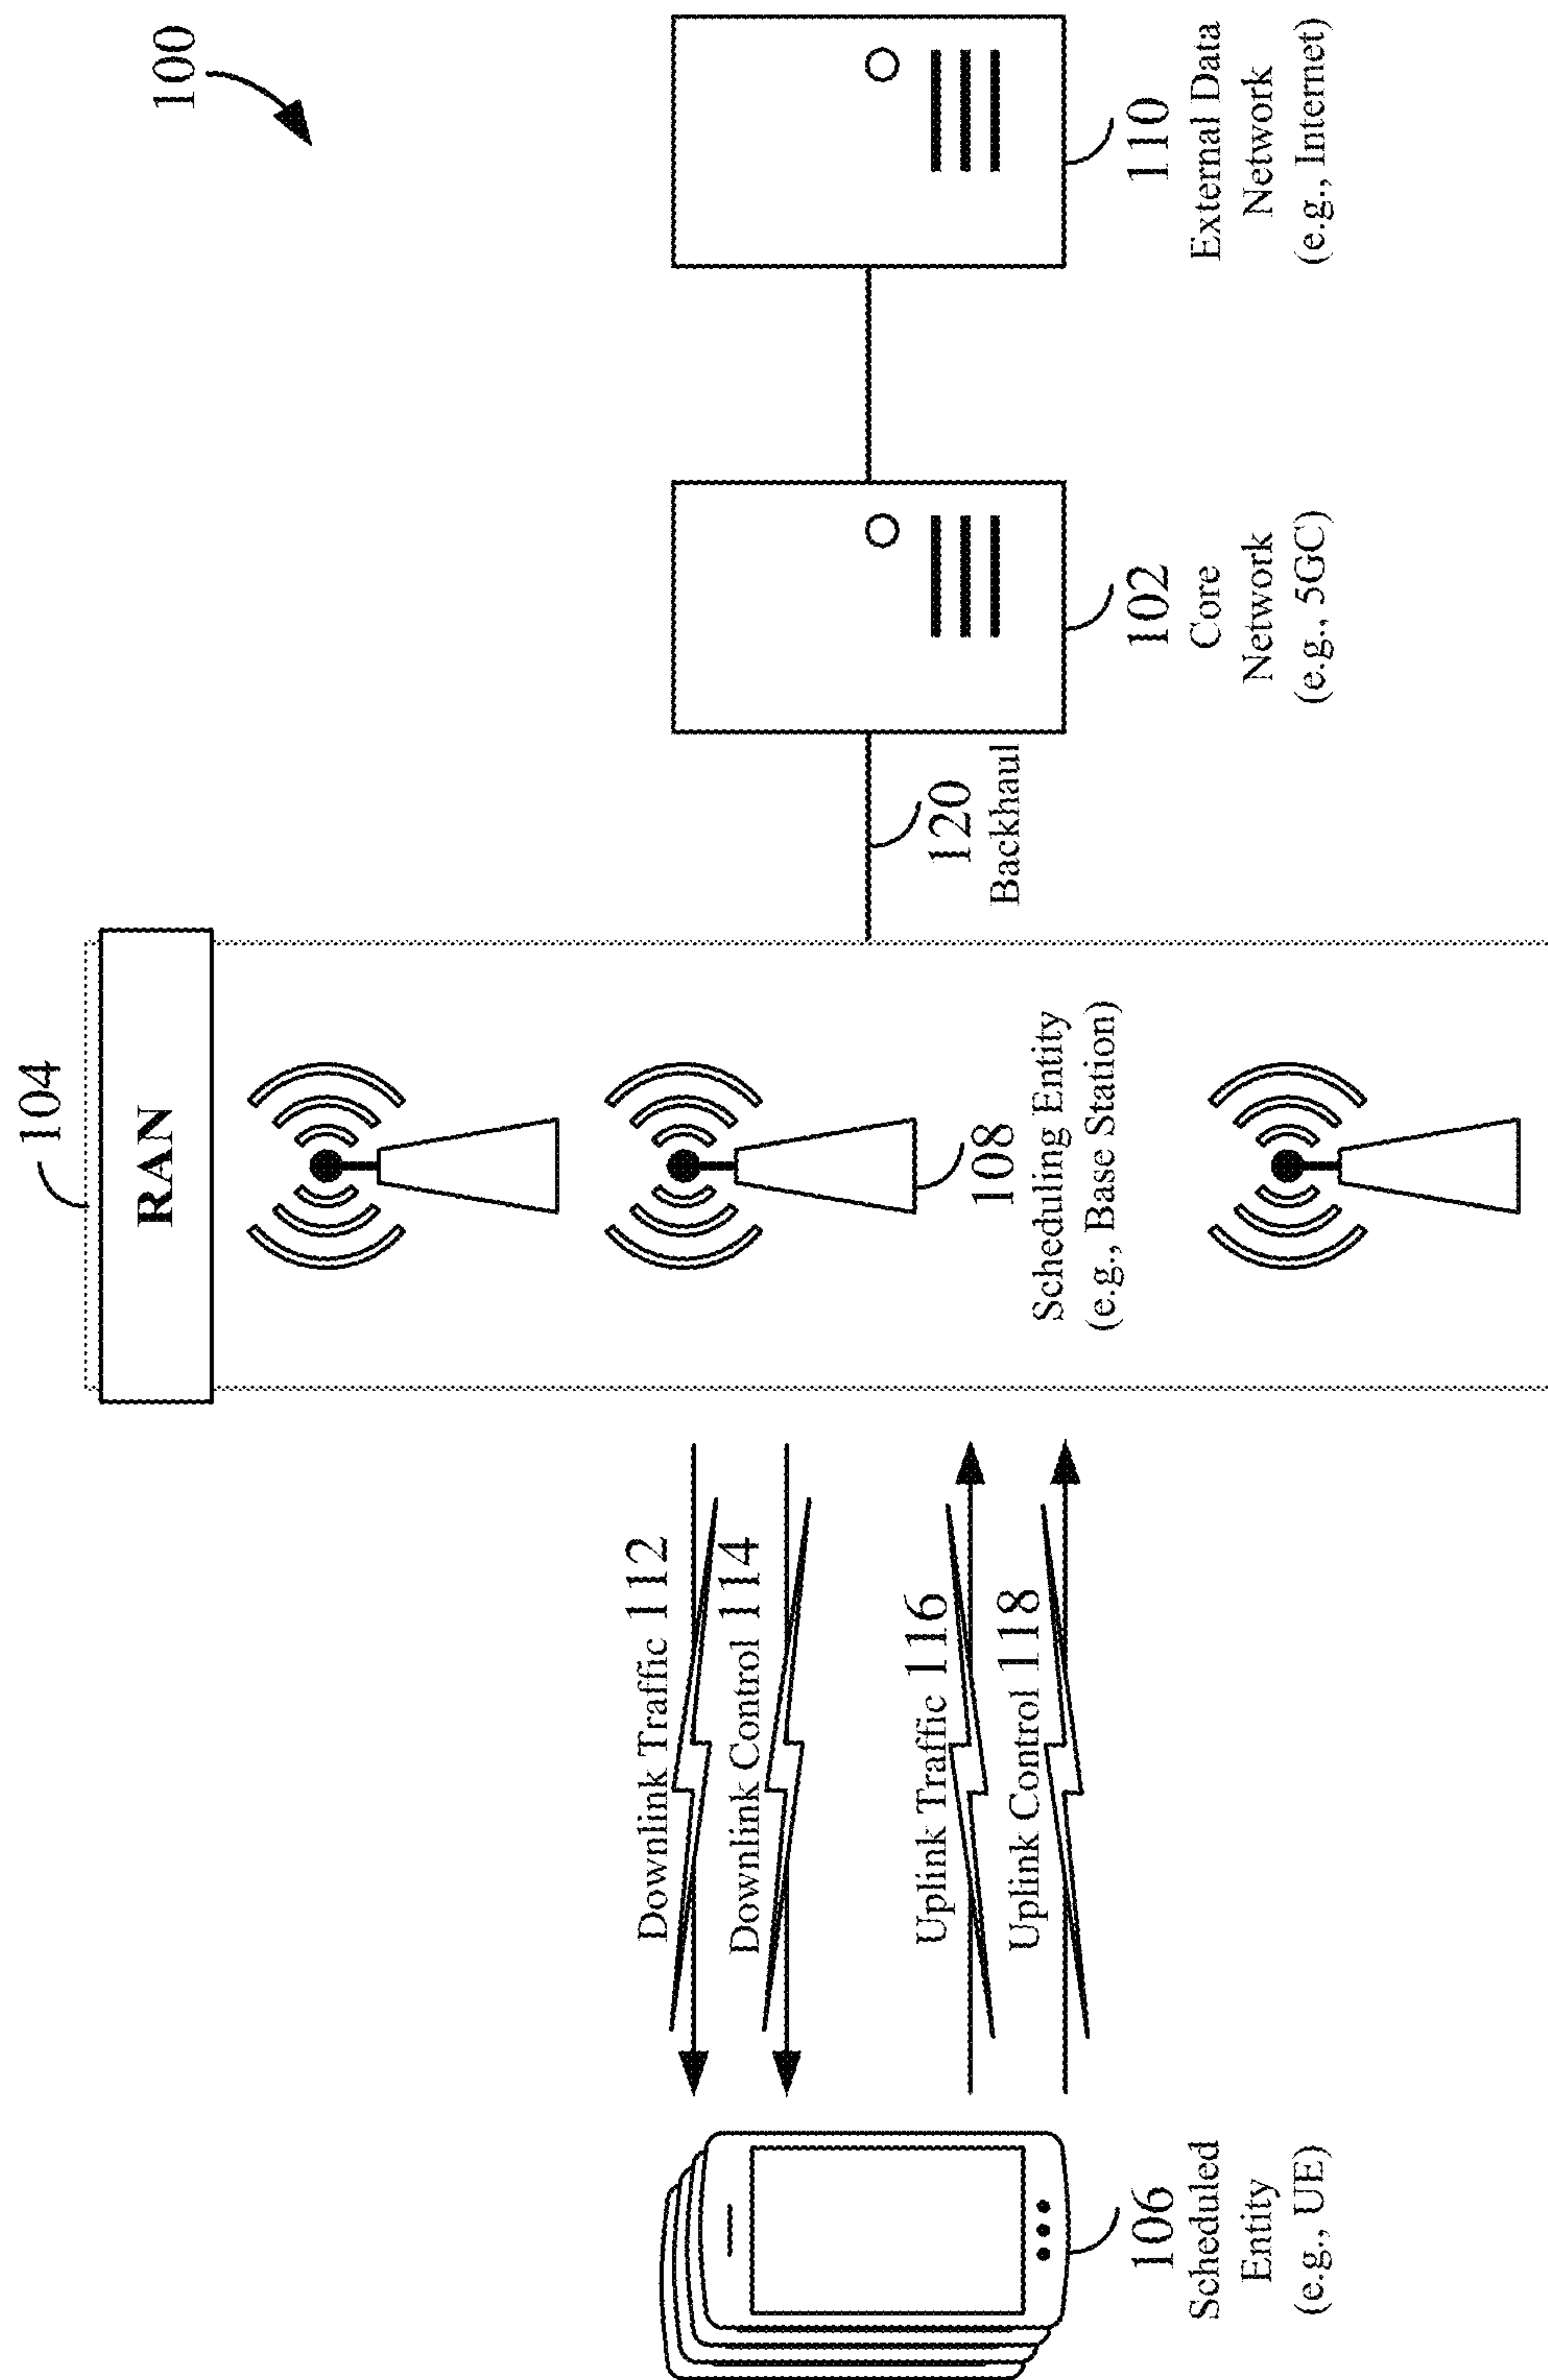 100
104
RAN
Downlink Traffic 112
Downlink Control 114
Uplink Traffic 116
Uplink Control 118
108
Scheduling Entity
(e.g., Base Station)
120
Backhaul
106
Scheduled
Entity
(e.g., UE)
102
Core
Network
(e.g., 5GC)
110
External Data
Network
(e.g., Internet)